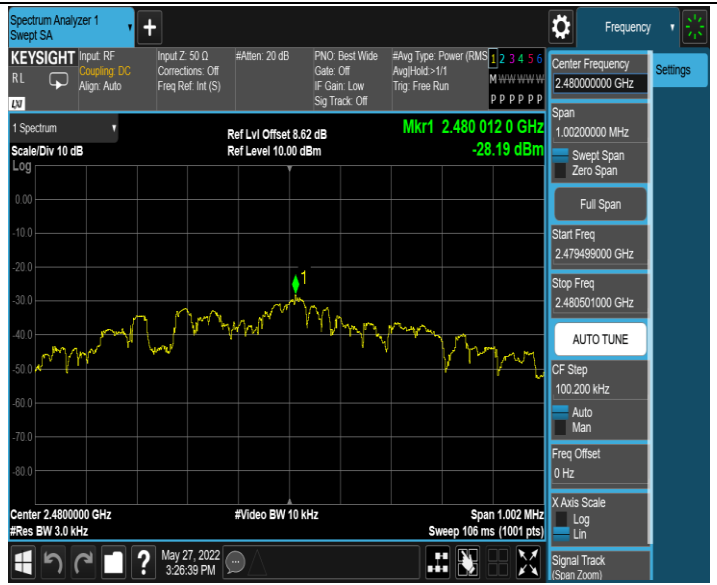 Spectrum Analyzer 1
Swept SA
+
Frequency
KEYSIGHT
RL
LXI
Input: RF
Coupling: DC
Align: Auto
Input Z: 50 Ω
Corrections: Off
Freq Ref: Int (S)
#Atten: 20 dB
PNO: Best Wide
Gate: Off
IF Gain: Low
Sig Track: Off
#Avg Type: Power (RMS
Avg|Hold:>1/1
Trig: Free Run
1 2 3 4 5 6
M W W W W W
P P P P P P
Settings
Center Frequency
2.480000000 GHz
Span
1.00200000 MHz
Swept Span
Zero Span
Full Span
Start Freq
2.479499000 GHz
Stop Freq
2.480501000 GHz
AUTO TUNE
CF Step
100.200 kHz
Auto
Man
Freq Offset
0 Hz
X Axis Scale
Log
Lin
Signal Track
(Span Zoom)
1 Spectrum
Scale/Div 10 dB
Log
Ref Lvl Offset 8.62 dB
Ref Level 10.00 dBm
Mkr1 2.480 012 0 GHz
-28.19 dBm
0.00
-10.0
-20.0
-30.0
-40.0
-50.0
-60.0
-70.0
-80.0
1
Center 2.4800000 GHz
#Res BW 3.0 kHz
#Video BW 10 kHz
Span 1.002 MHz
Sweep 106 ms (1001 pts)
?
May 27, 2022
3:26:39 PM